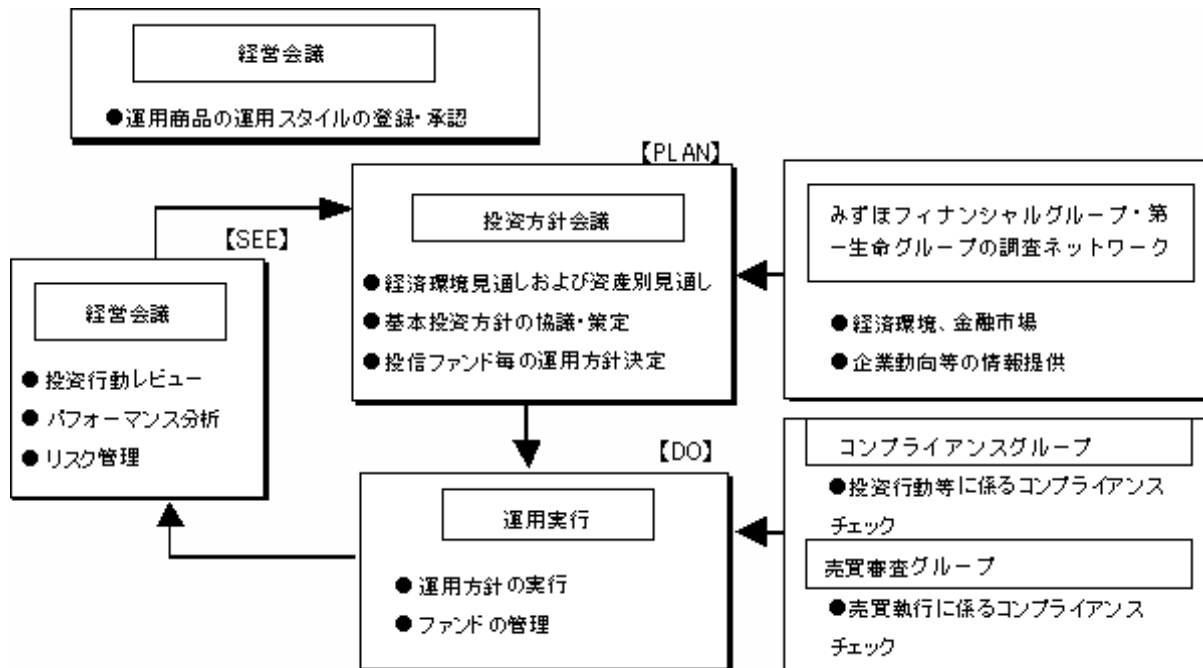 経営会議
●運用商品の運用スタイルの登録・承認
【PLAN】
投資方針会議
●経済環境見通しおよび資産別見通し
●基本投資方針の協議・策定
●投信ファンド毎の運用方針決定
みずほフィナンシャルグループ・第
一生命グループの調査ネットワーク
●経済環境、金融市場
●企業動向等の情報提供
【SEE】
経営会議
●投資行動レビュー
●パフォーマンス分析
●リスク管理
【DO】
運用実行
●運用方針の実行
●ファンドの管理
コンプライアンスグループ
●投資行動等に係るコンプライアンス
チェック
売買審査グループ
●売買執行に係るコンプライアンス
チェック